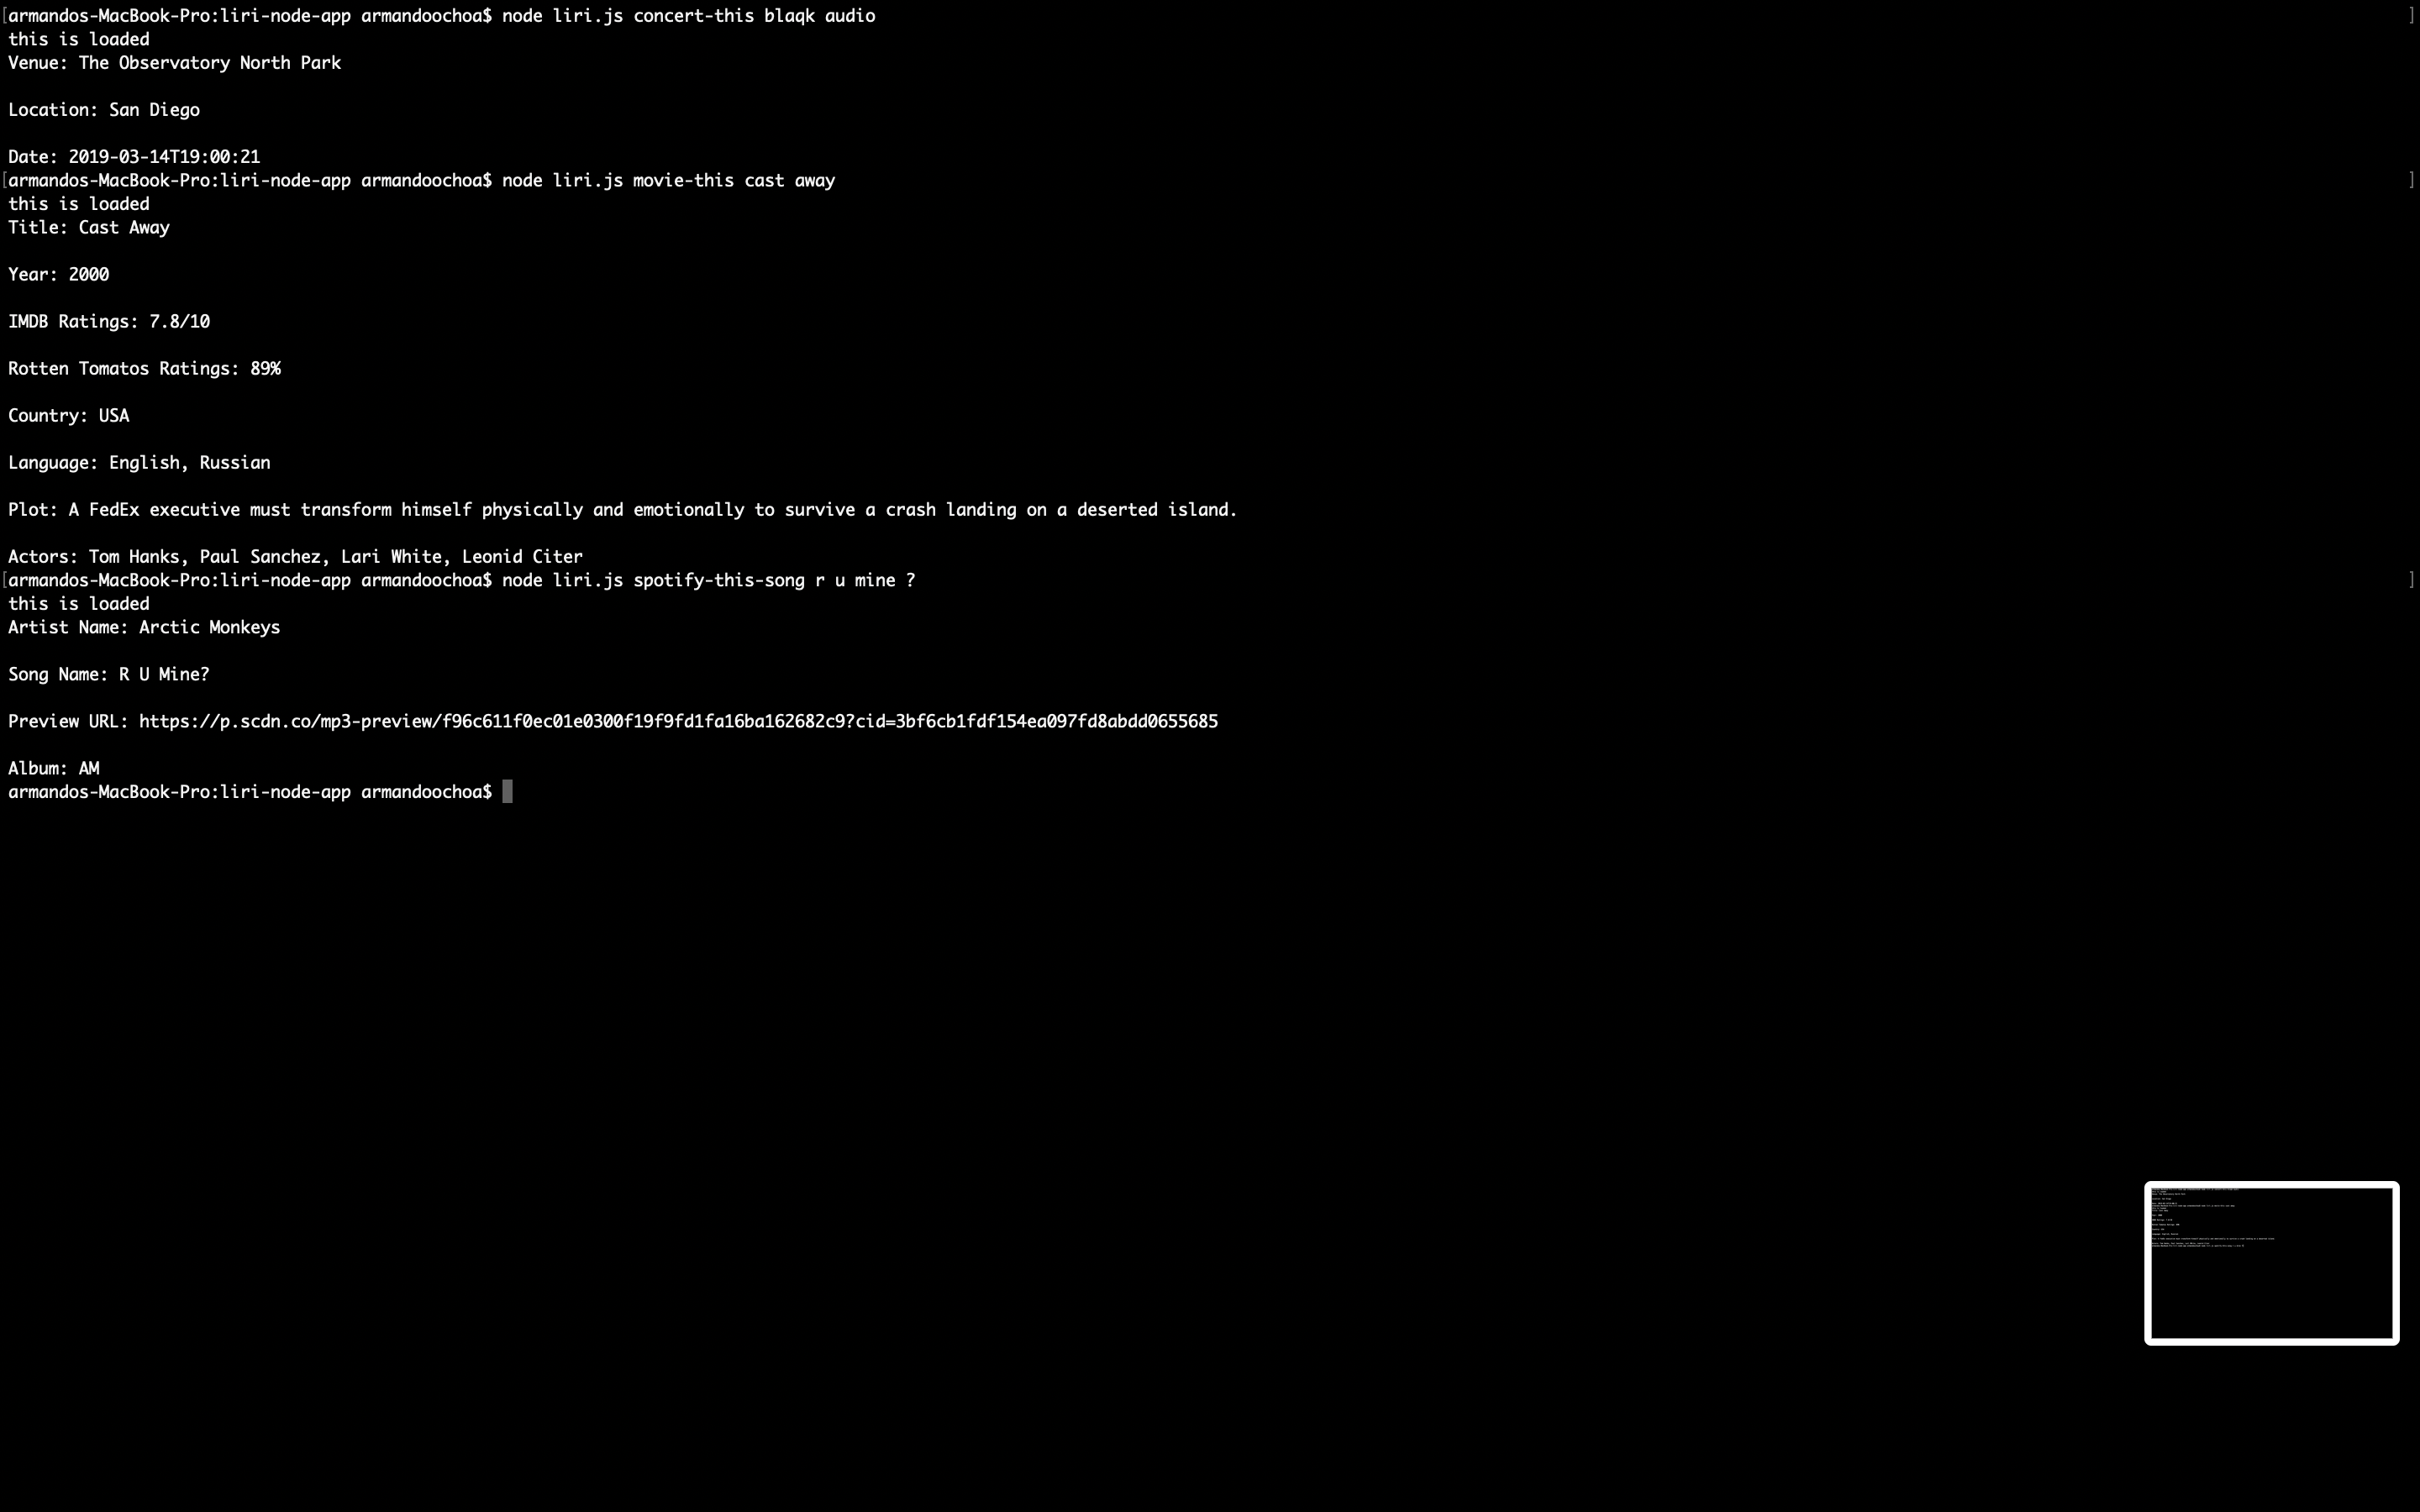 [armandos-MacBook-Pro:liri-node-app armandoochoa$ node liri.js concert-this blaqk audio ]
this is loaded
Venue: The Observatory North Park
Location: San Diego
Date: 2019-03-14T19:00:21
[armandos-MacBook-Pro:liri-node-app armandoochoa$ node liri.js movie-this cast away ]
this is loaded
Title: Cast Away
Year: 2000
IMDB Ratings: 7.8/10
Rotten Tomatos Ratings: 89%
Country: USA
Language: English, Russian
Plot: A FedEx executive must transform himself physically and emotionally to survive a crash landing on a deserted island.
Actors: Tom Hanks, Paul Sanchez, Lari White, Leonid Citer
[armandos-MacBook-Pro:liri-node-app armandoochoa$ node liri.js spotify-this-song r u mine ? ]
this is loaded
Artist Name: Arctic Monkeys
Song Name: R U Mine?
Preview URL: https://p.scdn.co/mp3-preview/f96c611f0ec01e0300f19f9fd1fa16ba162682c9?cid=3bf6cb1fdf154ea097fd8abdd0655685
Album: AM
armandos-MacBook-Pro:liri-node-app armandoochoa$